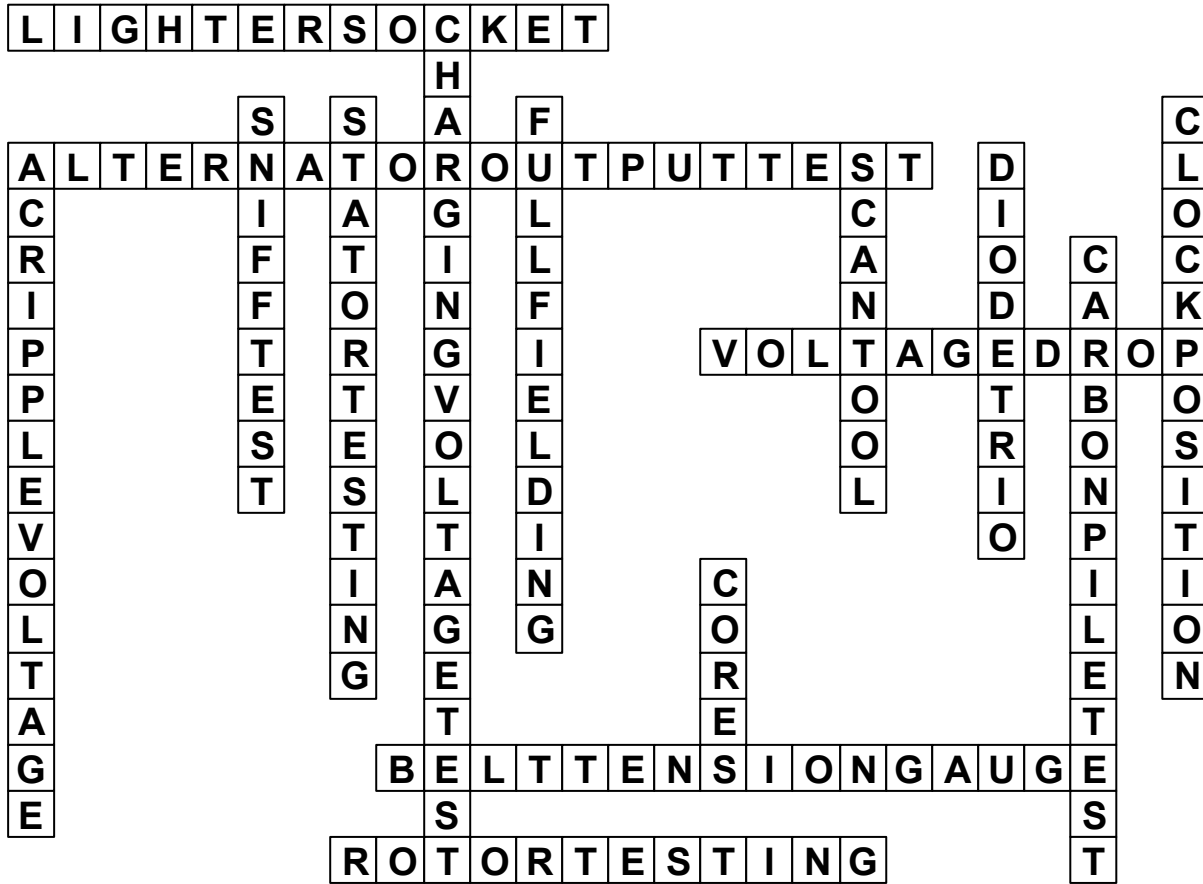 LIGHTERSOCKET
CHARGINGVOLTAGETEST
SNIFFTEST
STATORTESTING
FULLFIELDING
CLOCKPOSITION
ALTERNATOROUTPUTTEST
ACRIPPLEVOLTAGE
SCANTOOL
DIODETRIO
CARBONPILETEST
VOLTAGEDROP
CORES
BELTTENSIONGAUGE
ROTORTESTING